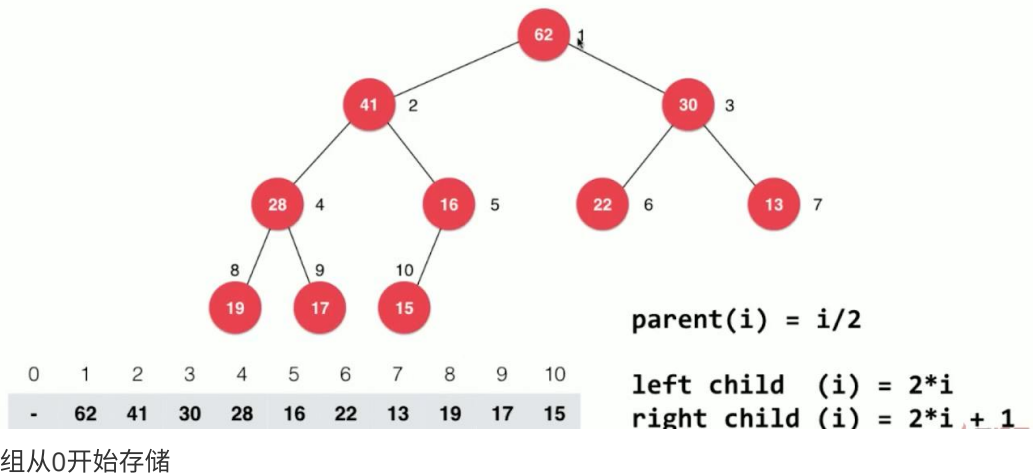 62 1
41 2 30 3
28 4 16 5 22 6 13 7
8 9 10
19 17 15
parent(i) = i/2
0 1 2 3 4 5 6 7 8 9 10
left child (i) = 2*i
- 62 41 30 28 16 22 13 19 17 15
right child (i) = 2*i + 1
组从0开始存储